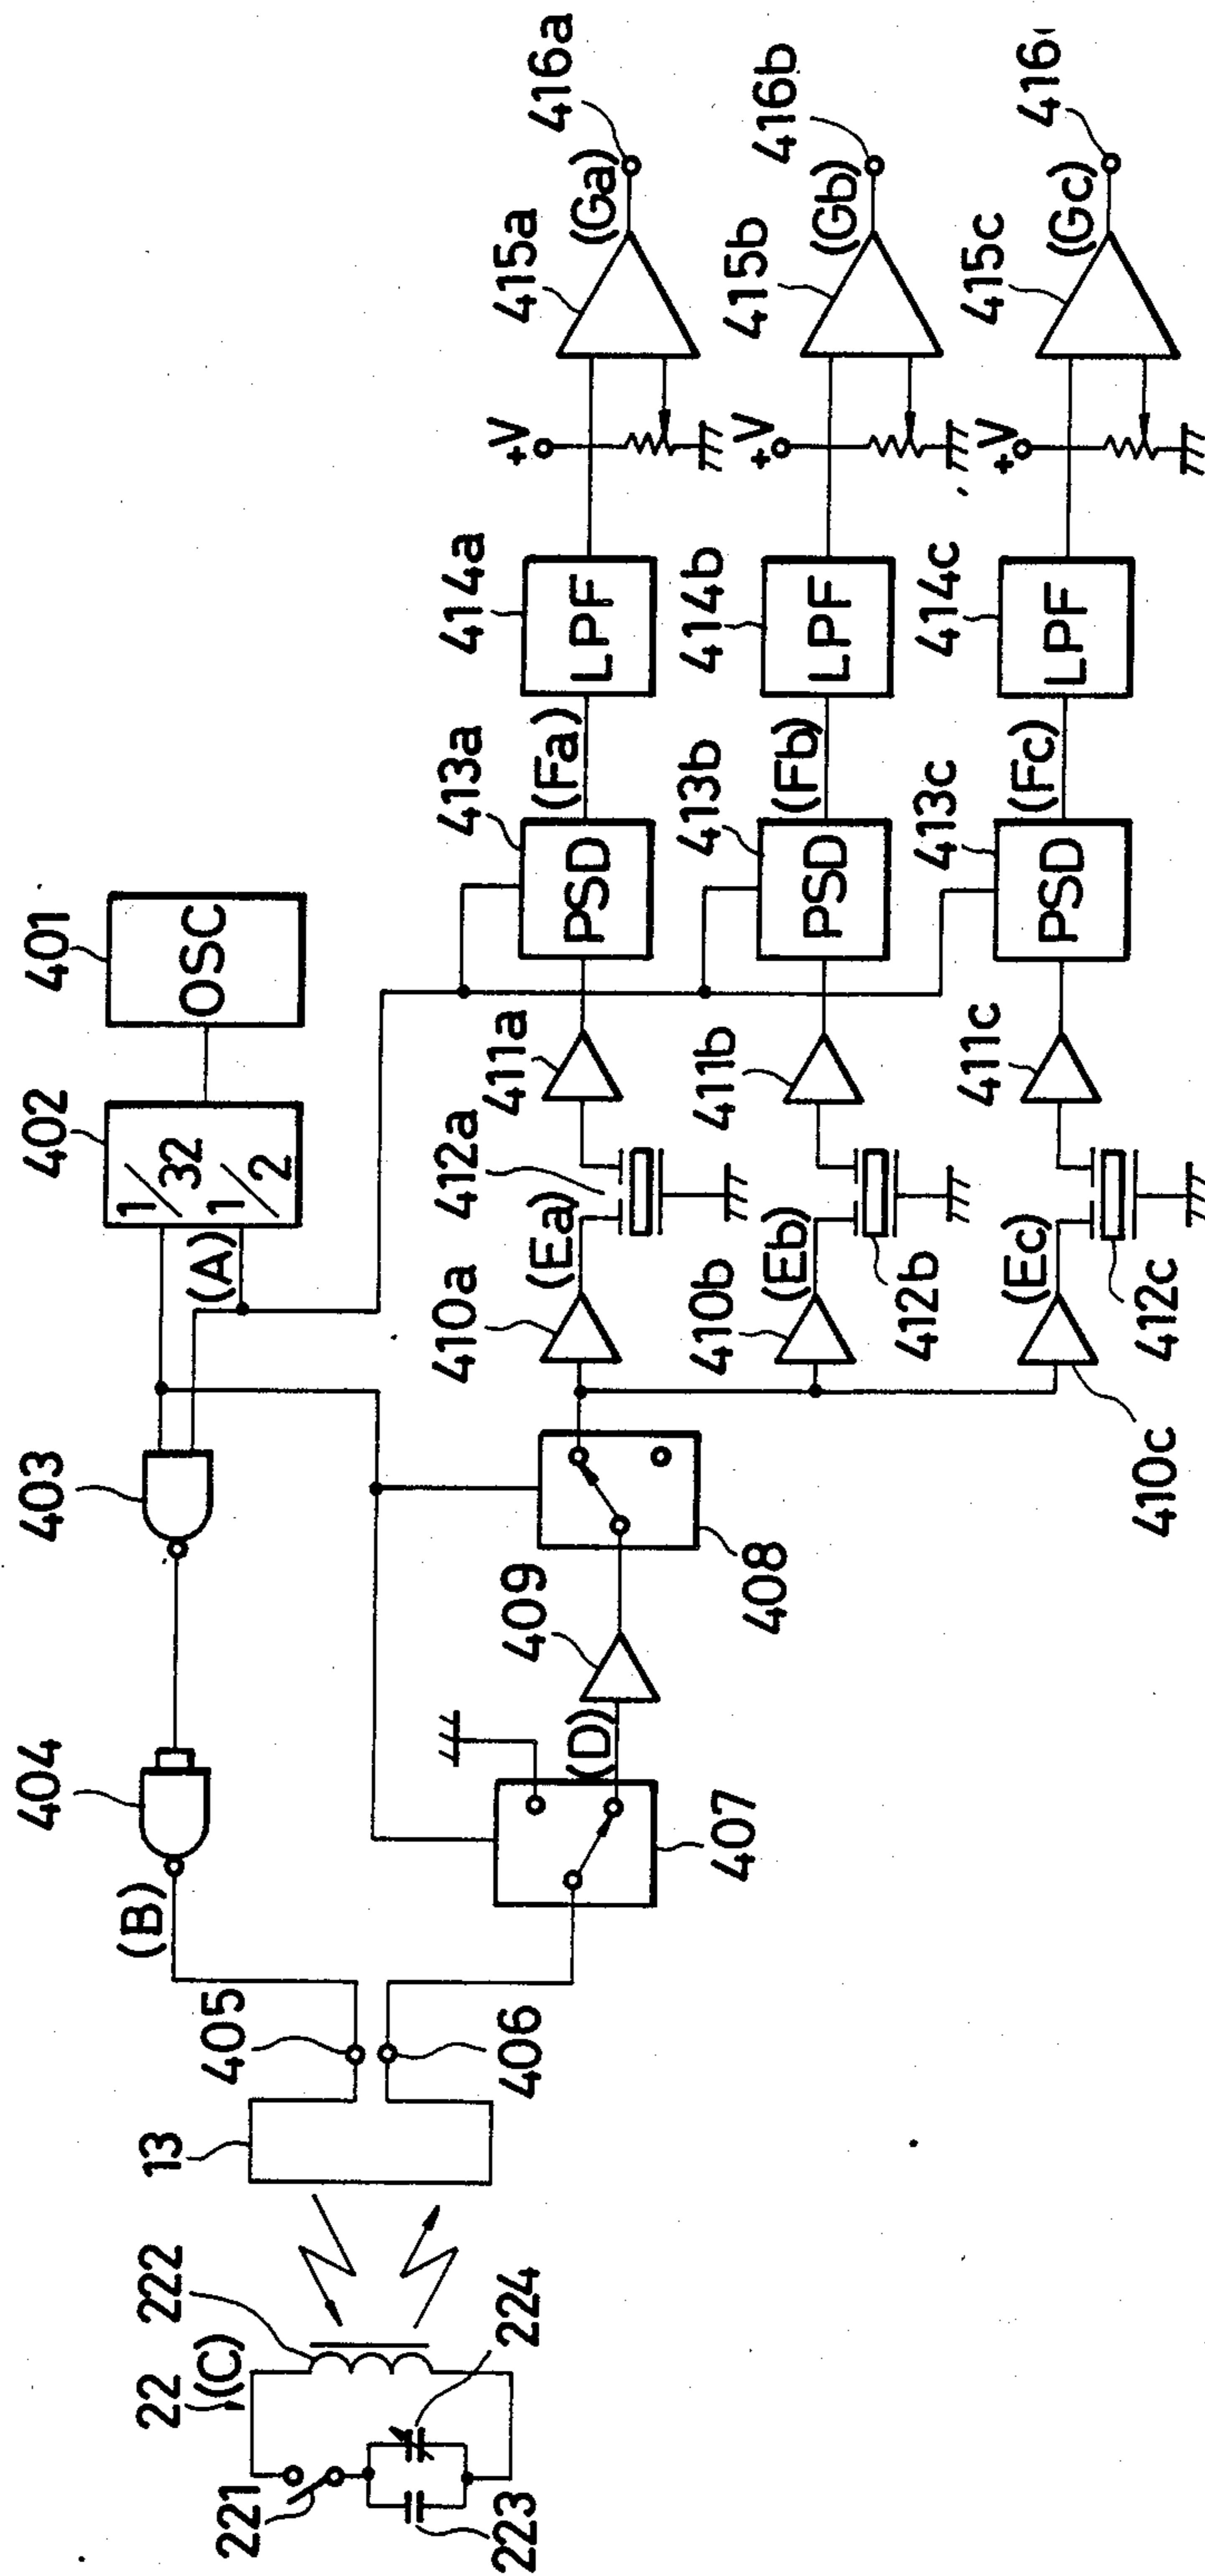 22
(C)
222
221
223
224
13
405
406
(B)
404
403
402
1/32
1/2
(A)
401
OSC
407
(D)
409
408
410a
(Ea)
412a
411a
413a
PSD
(Fa)
414a
LPF
+V
415a
(Ga)
416a
410b
(Eb)
412b
411b
413b
PSD
(Fb)
414b
LPF
+V
415b
(Gb)
416b
410c
(Ec)
412c
411c
413c
PSD
(Fc)
414c
LPF
+V
415c
(Gc)
416